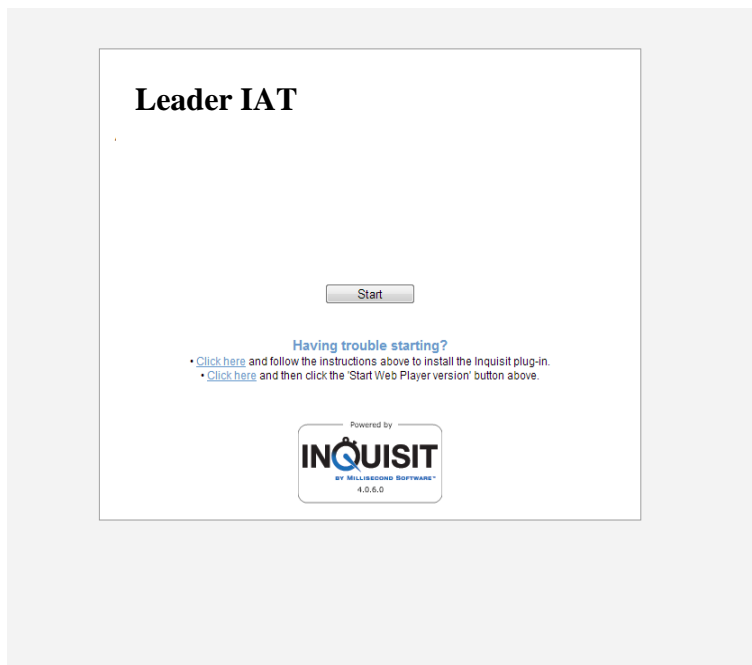 Leader IAT
Start
Having trouble starting?
• Click here and follow the instructions above to install the Inquisit plug-in.
• Click here and then click the 'Start Web Player version' button above.
Powered by
INQUISIT
BY MILLISECOND SOFTWARE™
4.0.6.0